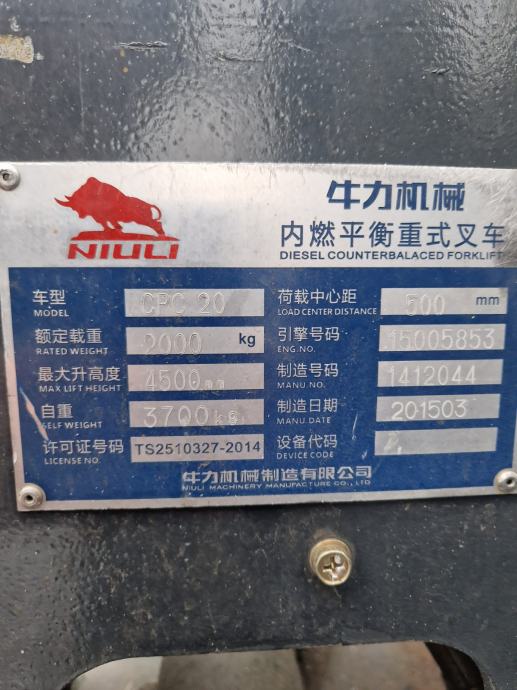 NIULI
牛力机械
内燃平衡重式叉车
DIESEL COUNTERBALACED FORKLIFT
车型 CPC 20
MODEL
荷载中心距 500 mm
LOAD CENTER DISTANCE
额定载重 2000 kg
RATED WEIGHT
引擎号码 15005853
ENG.NO.
最大升高度 4500mm
MAX LIFT HEIGHT
制造号码 1412044
MANU.NO.
自重 3700kg
SELF WEIGHT
制造日期 201503
MANU.DATE
许可证号码 TS2510327-2014
LICENSE NO.
设备代码
DEVICE CODE
牛力机械制造有限公司
NIULI MACHINERY MANUFACTURE CO., LTD